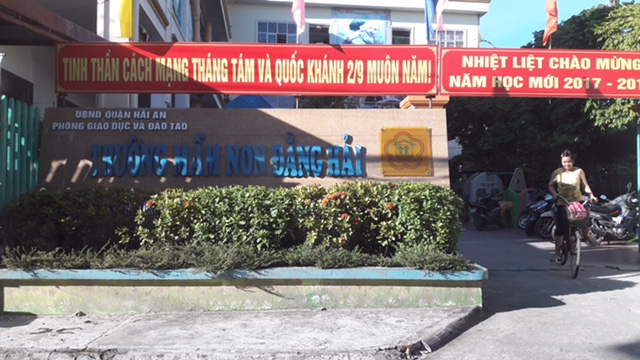 TINH THẦN CÁCH MẠNG THÁNG TÁM VÀ QUỐC KHÁNH 2/9 MUÔN NĂM!
NHIỆT LIỆT CHÀO MỪNG
NĂM HỌC MỚI 2017 - 201
UBND QUẬN HẢI AN
PHÒNG GIÁO DỤC VÀ ĐÀO TẠO
TRƯỜNG MẦM NON ĐẰNG HẢI